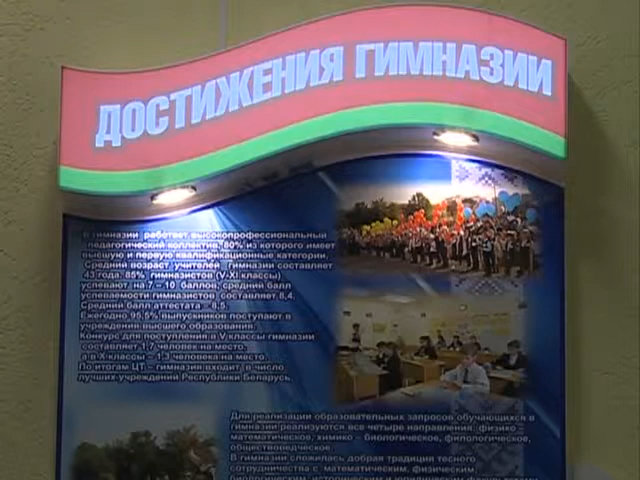 ДОСТИЖЕНИЯ ГИМНАЗИИ
В гимназии работает высокопрофессиональный
педагогический коллектив, 80% из которого имеет
высшую и первую квалификационные категории.
Средний возраст учителей гимназии составляет
43 года. 85% гимназистов (V-XI классы)
успевают на 7 – 10 баллов, средний балл
успеваемости гимназистов составляет 8,4.
Средний балл аттестата – 8,5.
Ежегодно 95,5% выпускников поступают в
учреждения высшего образования.
Конкурс для поступления в V классы гимназии
составляет 1,7 человек на место,
а в X классы – 1,3 человека на место.
По итогам ЦТ – гимназия входит в число
лучших учреждений Республики Беларусь.
Для реализации образовательных запросов обучающихся в
гимназии реализуются все четыре направления: физико –
математическое, химико – биологическое, филологическое,
обществоведческое.
В гимназии сложилась добрая традиция тесного
сотрудничества с математическим, физическим,
биологическим, историческим и юридическим факультетами